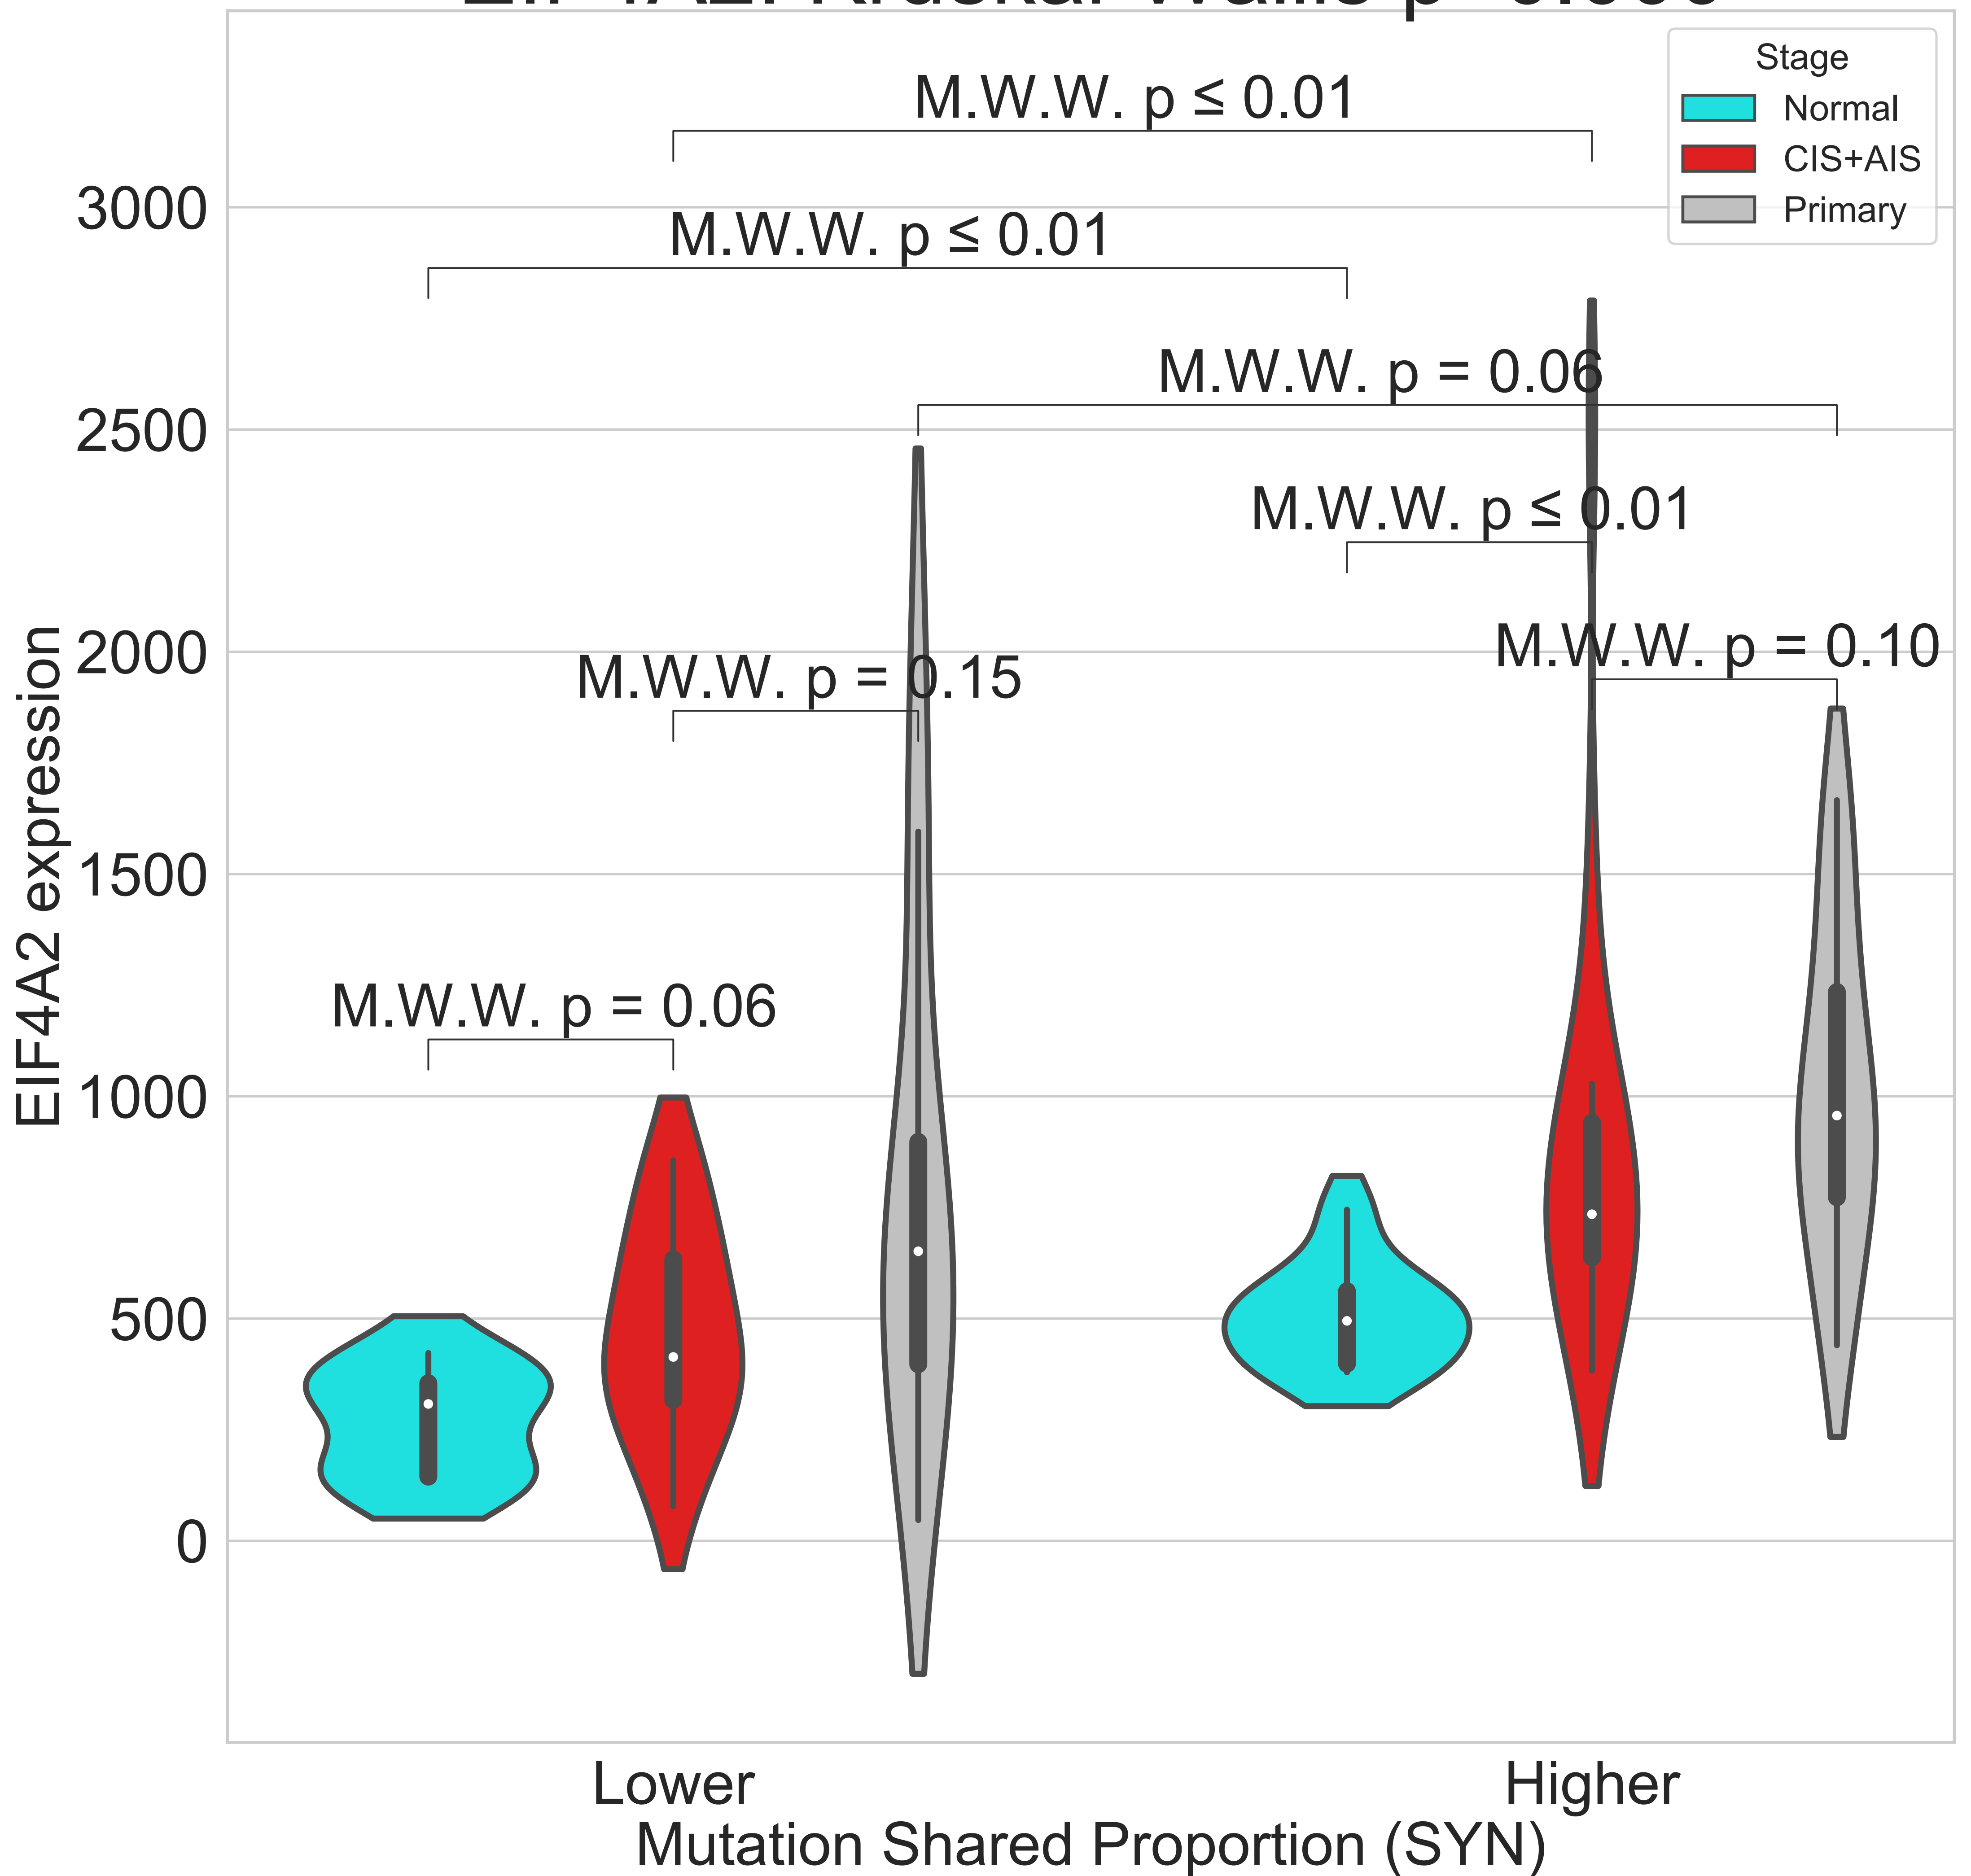 Stage
Normal
CIS+AIS
Primary
M.W.W. p ≤ 0.01
M.W.W. p ≤ 0.01
M.W.W. p = 0.06
M.W.W. p ≤ 0.01
M.W.W. p = 0.10
M.W.W. p = 0.15
M.W.W. p = 0.06
3000
2500
2000
1500
1000
500
0
EIF4A2 expression
Lower
Higher
Mutation Shared Proportion (SYN)